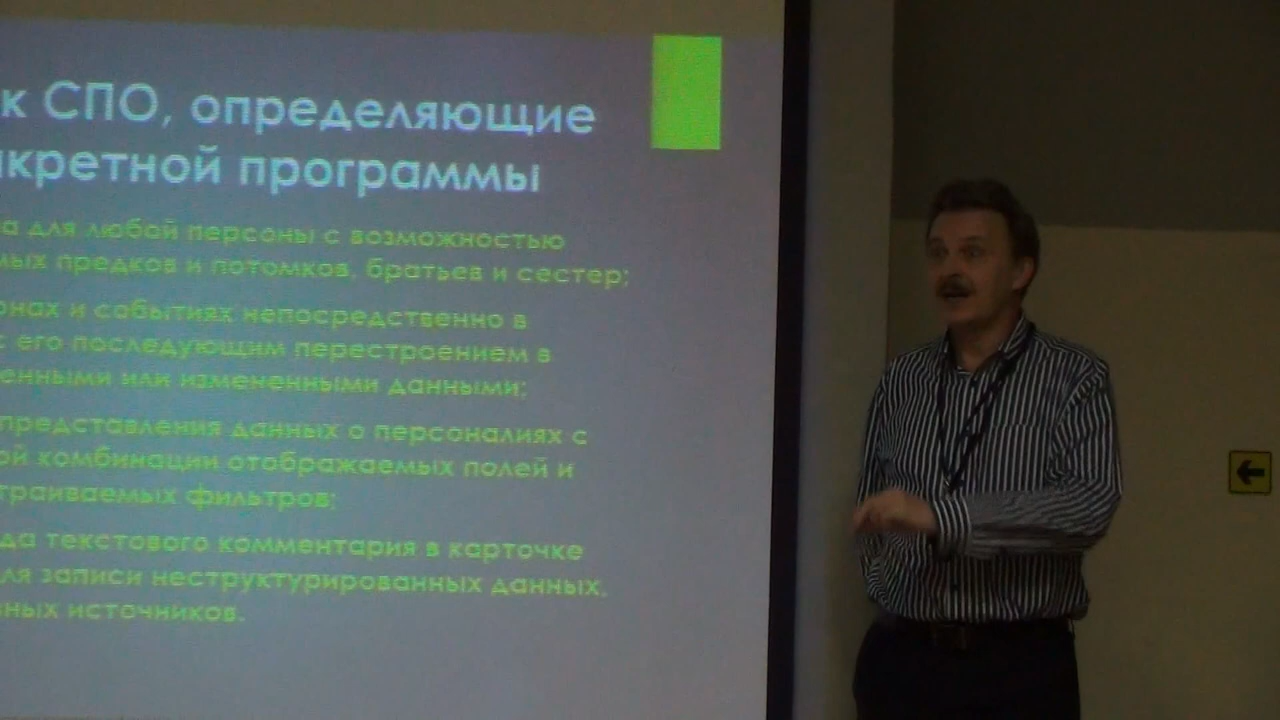 к СПО, определяющие
нкретной программы
а для любой персоны с возможностью
мых предков и потомков, братьев и сестер;
онах и событиях непосредственно в
с его последующим перестроением в
енными или измененными данными;
представления данных о персоналиях с
ой комбинации отображаемых полей и
траиваемых фильтров;
да текстового комментария в карточке
ля записи неструктурированных данных,
вных источников.